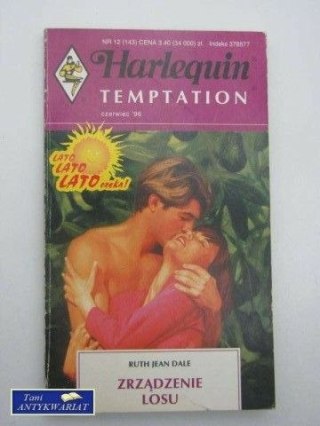 NR 12 (143) CENA 3.40 (34 000) zł Indeks 378577
Harlequin
TEMPTATION
czerwiec '96
LATO
LATO
LATO czeka!
RUTH JEAN DALE
ZRZĄDZENIE
LOSU
Tani
ANTYKWARIAT